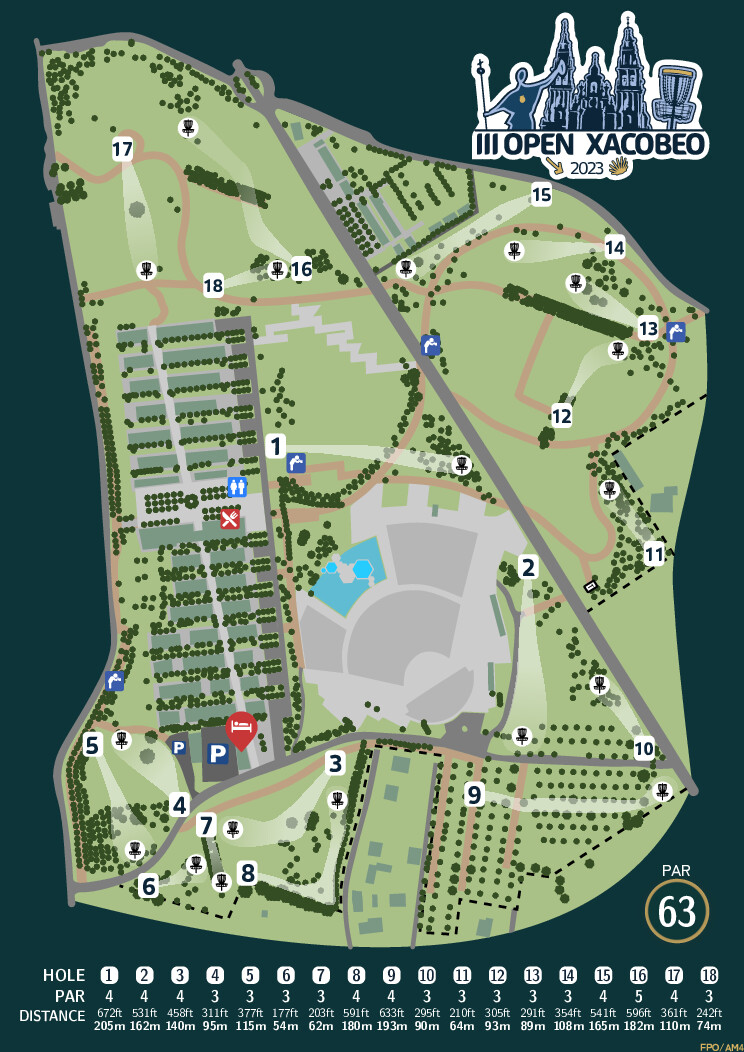 III OPEN XACOBEO
2023
17
15
14
16
18
13
12
1
11
2
10
5
P
P
3
4
9
7
8
6
PAR
63
HOLE 1 2 3 4 5 6 7 8 9 10 11 12 13 14 15 16 17 18
PAR 4 4 4 3 3 3 3 4 4 3 3 3 3 3 4 5 4 3
DISTANCE 672ft 531ft 458ft 311ft 377ft 177ft 203ft 591ft 633ft 295ft 210ft 305ft 291ft 354ft 541ft 596ft 361ft 242ft
205m 162m 140m 95m 115m 54m 62m 180m 193m 90m 64m 93m 89m 108m 165m 182m 110m 74m
FPO/AM4